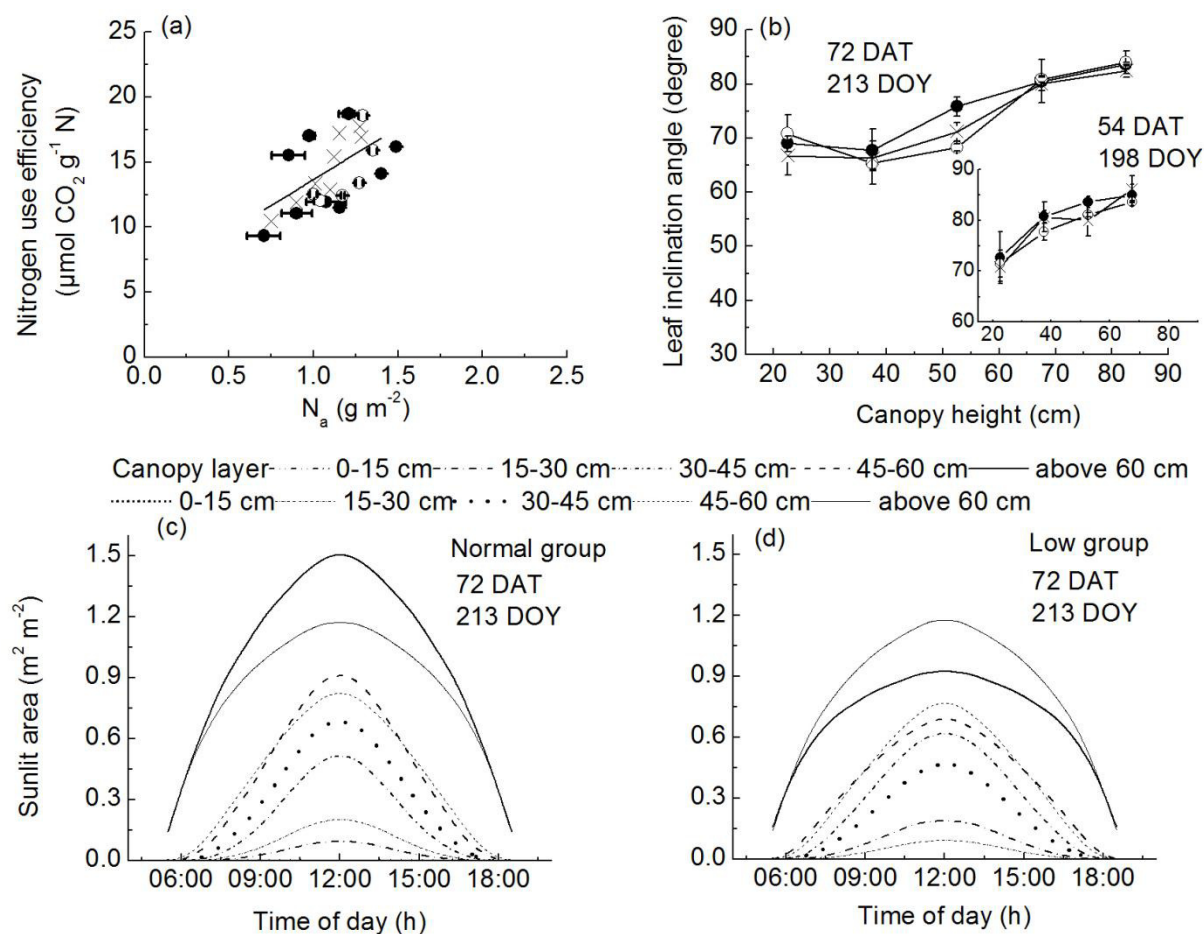 (a)
Nitrogen use efficiency
(µmol CO2 g-1 N)
25
20
15
10
5
0
0.0 0.5 1.0 1.5 2.0 2.5
Na (g m-2)
(b)
72 DAT
213 DOY
Leaf inclination angle (degree)
90
80
70
60
50
40
30
20 30 40 50 60 70 80 90
Canopy height (cm)
54 DAT
198 DOY
90
80
70
60
20 40 60 80
Canopy layer 0-15 cm 15-30 cm 30-45 cm 45-60 cm above 60 cm
0-15 cm 15-30 cm 30-45 cm 45-60 cm above 60 cm
(c)
Normal group
72 DAT
213 DOY
Sunlit area (m2 m-2)
1.5
1.2
0.9
0.6
0.3
0.0
06:00 09:00 12:00 15:00 18:00
Time of day (h)
(d)
Low group
72 DAT
213 DOY
1.5
1.2
0.9
0.6
0.3
0.0
06:00 09:00 12:00 15:00 18:00
Time of day (h)